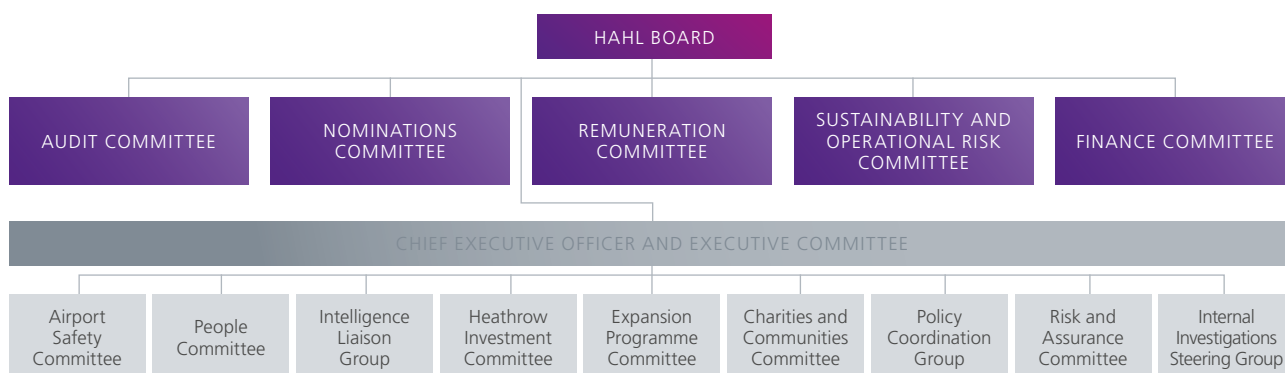 HAHL BOARD
AUDIT COMMITTEE
NOMINATIONS
COMMITTEE
REMUNERATION
COMMITTEE
SUSTAINABILITY AND
OPERATIONAL RISK
COMMITTEE
FINANCE COMMITTEE
CHIEF EXECUTIVE OFFICER AND EXECUTIVE COMMITTEE
Airport
Safety
Committee
People
Committee
Intelligence
Liaison
Group
Heathrow
Investment
Committee
Expansion
Programme
Committee
Charities and
Communities
Committee
Policy
Coordination
Group
Risk and
Assurance
Committee
Internal
Investigations
Steering Group